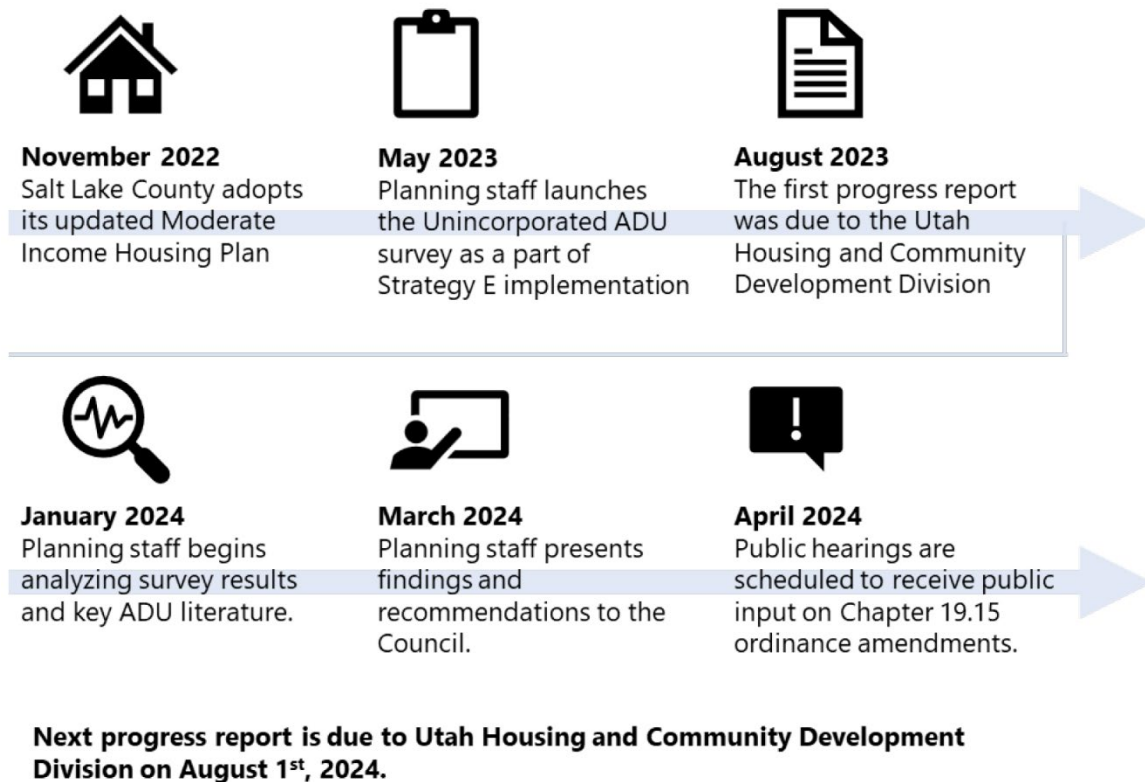 November 2022
Salt Lake County adopts
its updated Moderate
Income Housing Plan
May 2023
Planning staff launches
the Unincorporated ADU
survey as a part of
Strategy E implementation
August 2023
The first progress report
was due to the Utah
Housing and Community
Development Division
January 2024
Planning staff begins
analyzing survey results
and key ADU literature.
March 2024
Planning staff presents
findings and
recommendations to the
Council.
April 2024
Public hearings are
scheduled to receive public
input on Chapter 19.15
ordinance amendments.
Next progress report is due to Utah Housing and Community Development
Division on August 1st, 2024.